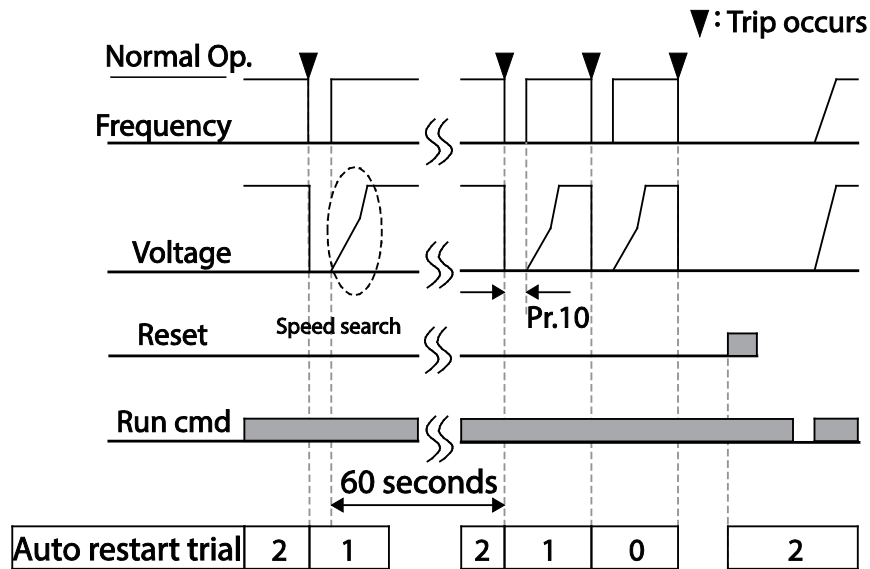 ▼: Trip occurs
Normal Op.
Frequency
Voltage
Pr.10
Speed search
Reset
Run cmd
60 seconds
Auto restart trial 2 1 2 1 0 2